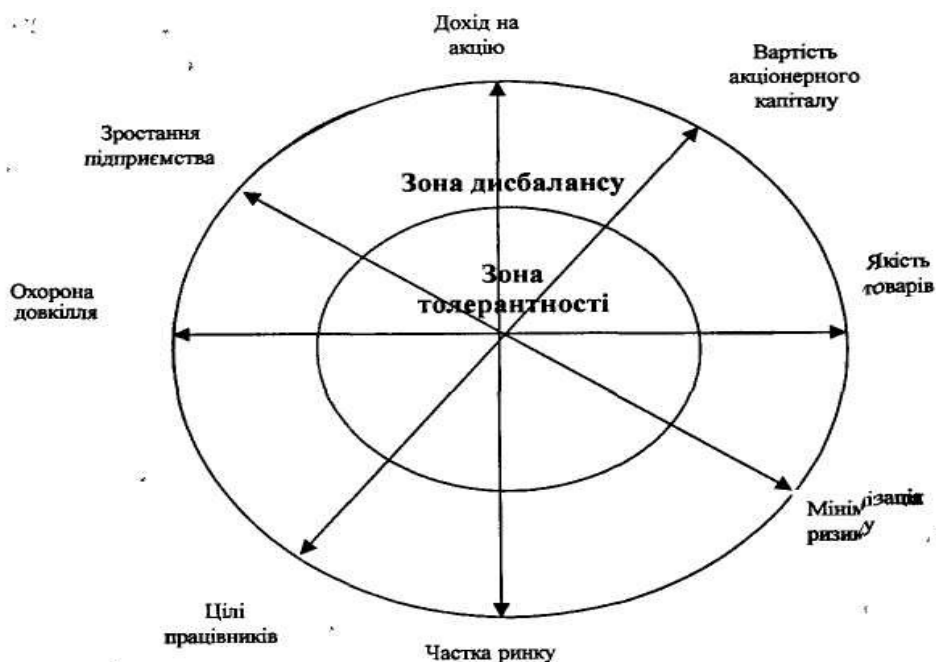 Дохід на
акцію
Вартість
акціонерного
капіталу
Зростання
підприємства
Зона дисбалансу
Зона
толерантності
Якість
товарів
Охорона
довкілля
Цілі
працівників
Частка ринку